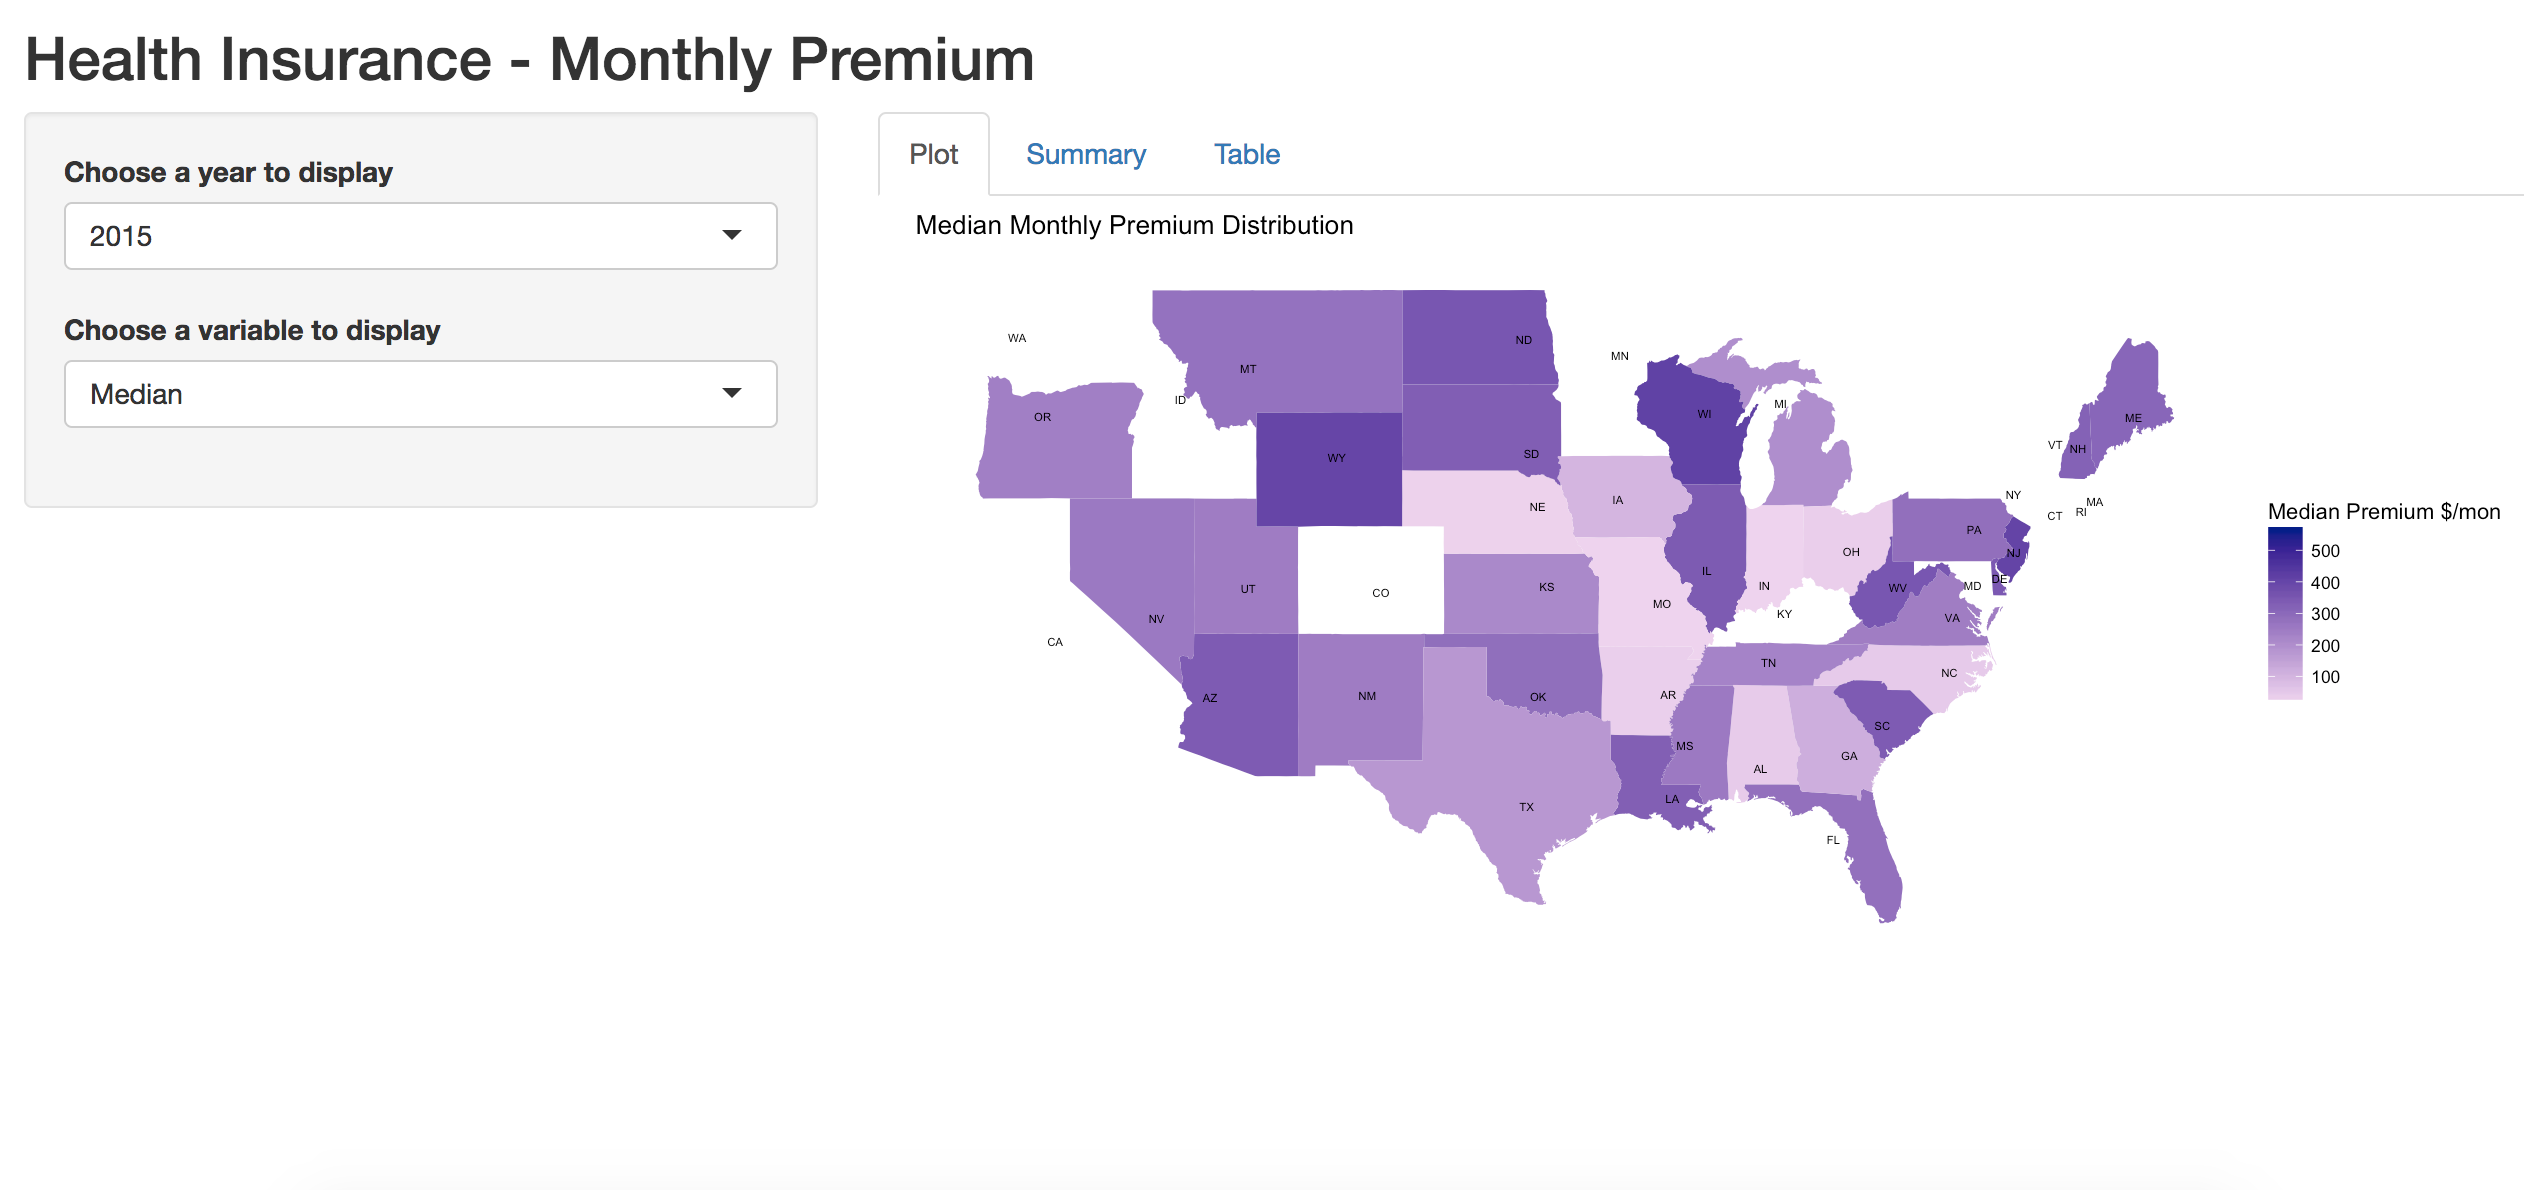 Health Insurance - Monthly Premium
Choose a year to display
2015
Choose a variable to display
Median
Plot Summary Table
Median Monthly Premium Distribution
WA
MT
ND
MN
OR
ID
WY
SD
WI
MI
ME
VT
NH
NE
IA
NY
MA
CT
RI
PA
NJ
OH
DE
MD
WV
IN
IL
KS
CO
UT
NV
MO
KY
VA
CA
TN
NC
AZ
NM
OK
AR
SC
MS
GA
AL
LA
TX
FL
Median Premium $/mon
500
400
300
200
100